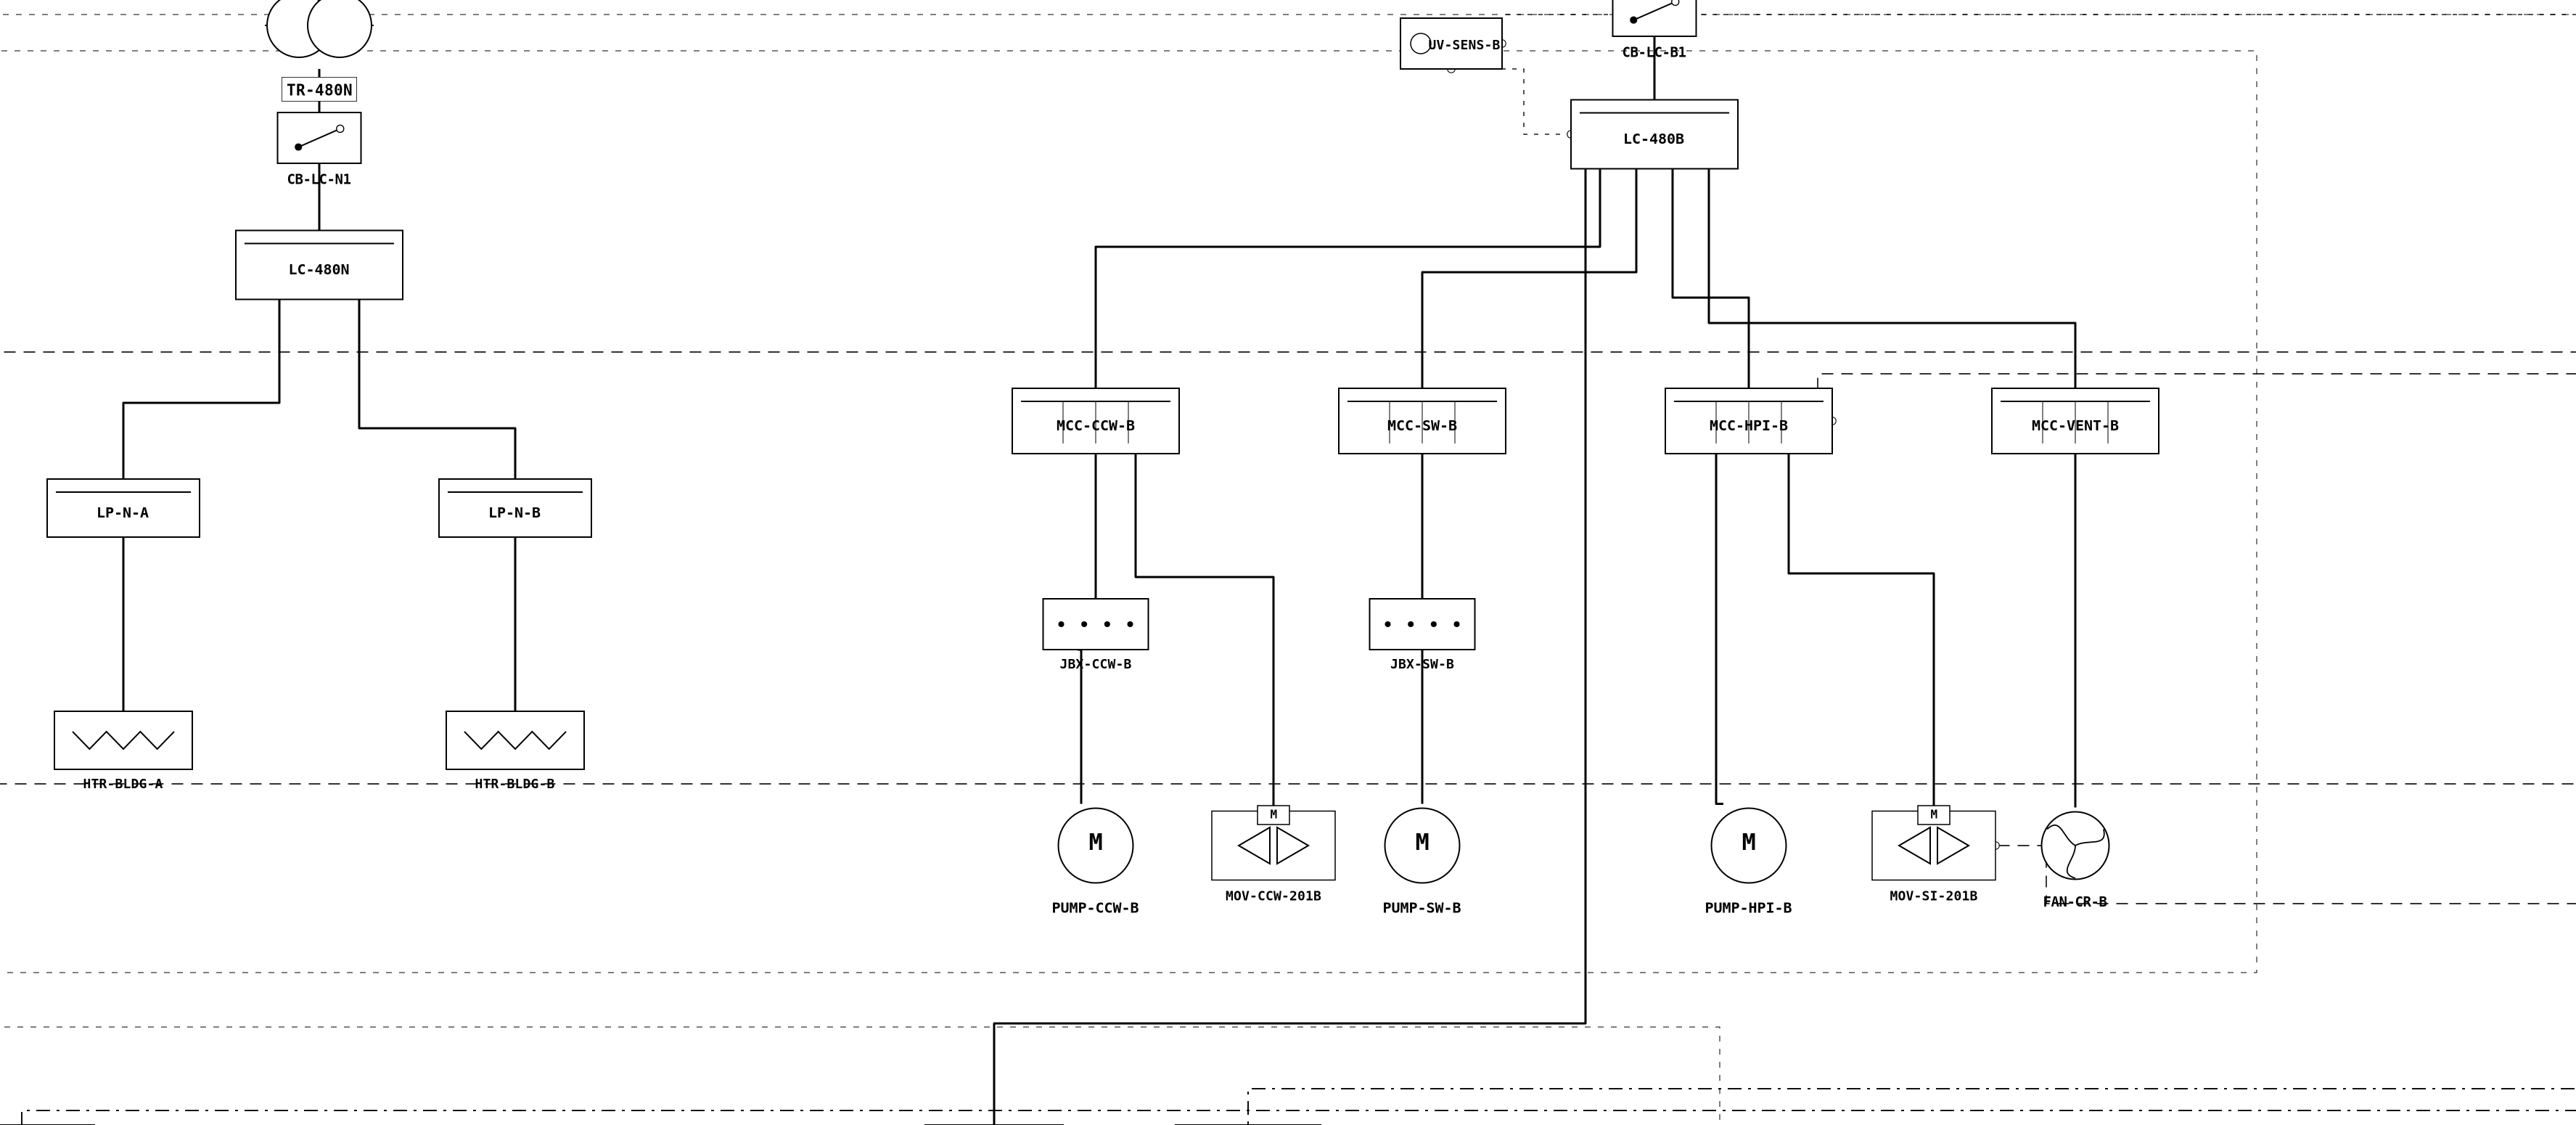 UV-SENS-B
CB-LC-B1
TR-480N
LC-480B
CB-LC-N1
LC-480N
MCC-CCW-B
MCC-SW-B
MCC-HPI-B
MCC-VENT-B
LP-N-A
LP-N-B
JBX-CCW-B
JBX-SW-B
HTR-BLDG-A
HTR-BLDG-B
M
M
M
M
M
MOV-CCW-201B
MOV-SI-201B
FAN-CR-B
PUMP-CCW-B
PUMP-SW-B
PUMP-HPI-B